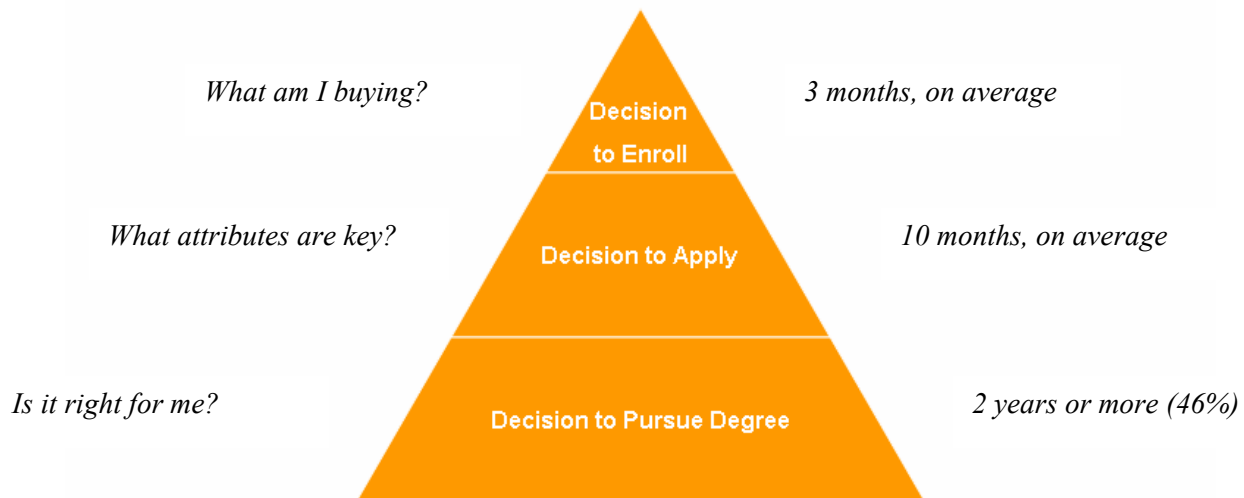 What am I buying?
Decision
to Enroll
3 months, on average
What attributes are key?
Decision to Apply
10 months, on average
Is it right for me?
Decision to Pursue Degree
2 years or more (46%)